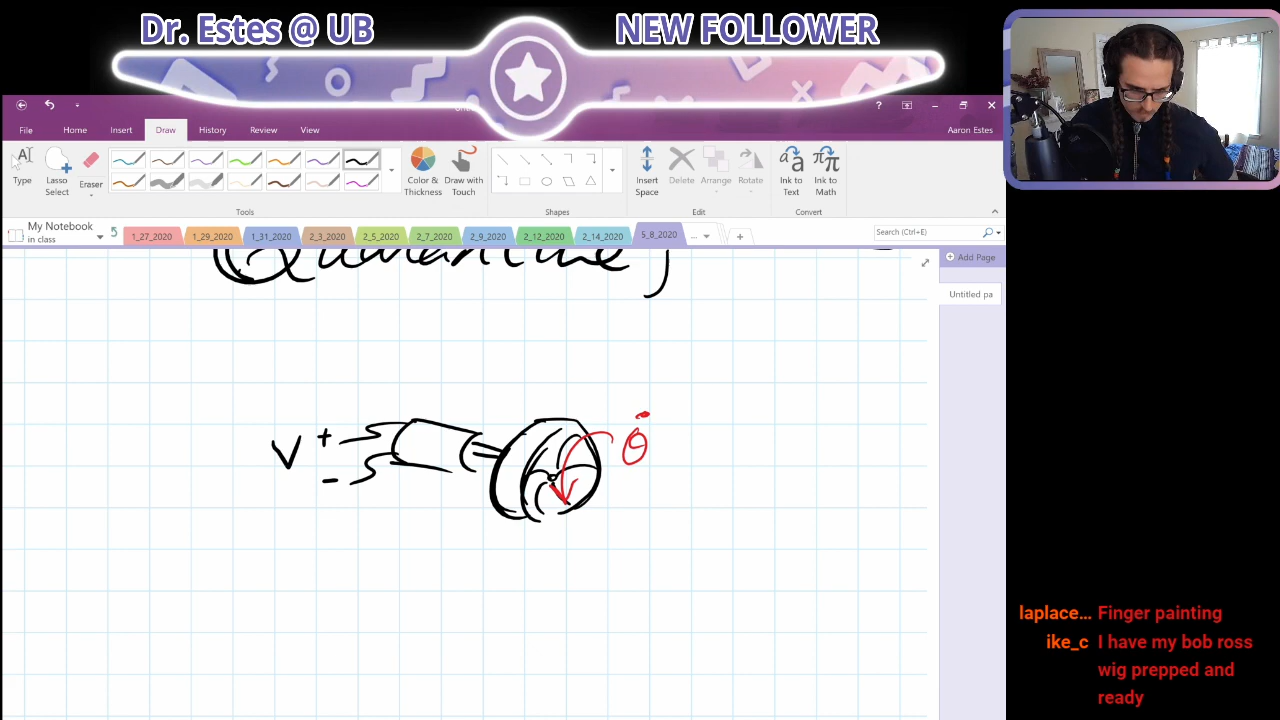 Dr. Estes @ UB
NEW FOLLOWER
?
File
Home
Insert
Draw
History
Review
View
Aaron Estes
Type
Lasso
Select
Eraser
Color &
Thickness
Draw with
Touch
Insert
Space
Delete
Arrange
Rotate
Ink to
Text
Ink to
Math
Tools
Shapes
Edit
Convert
My Notebook
in class
1_27_2020
1_29_2020
1_31_2020
2_3_2020
2_5_2020
2_7_2020
2_9_2020
2_12_2020
2_14_2020
5_8_2020
...
+
Search (Ctrl+E)
Add Page
Untitled pa
V + -
θ̇
laplace... Finger painting
ike_c I have my bob ross
wig prepped and
ready